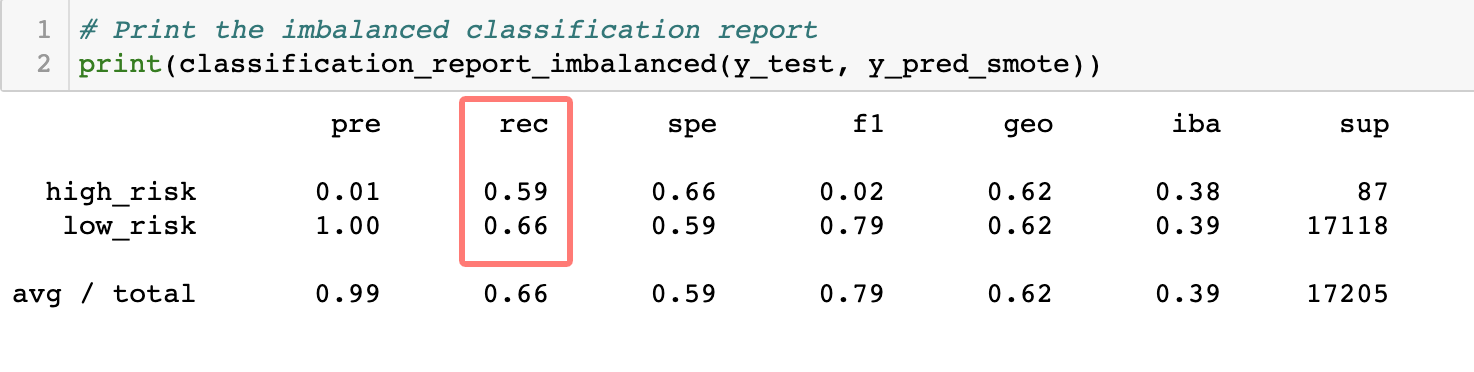 1 # Print the imbalanced classification report
2 print(classification_report_imbalanced(y_test, y_pred_smote))
pre rec spe f1 geo iba sup
high_risk 0.01 0.59 0.66 0.02 0.62 0.38 87
low_risk 1.00 0.66 0.59 0.79 0.62 0.39 17118
avg / total 0.99 0.66 0.59 0.79 0.62 0.39 17205